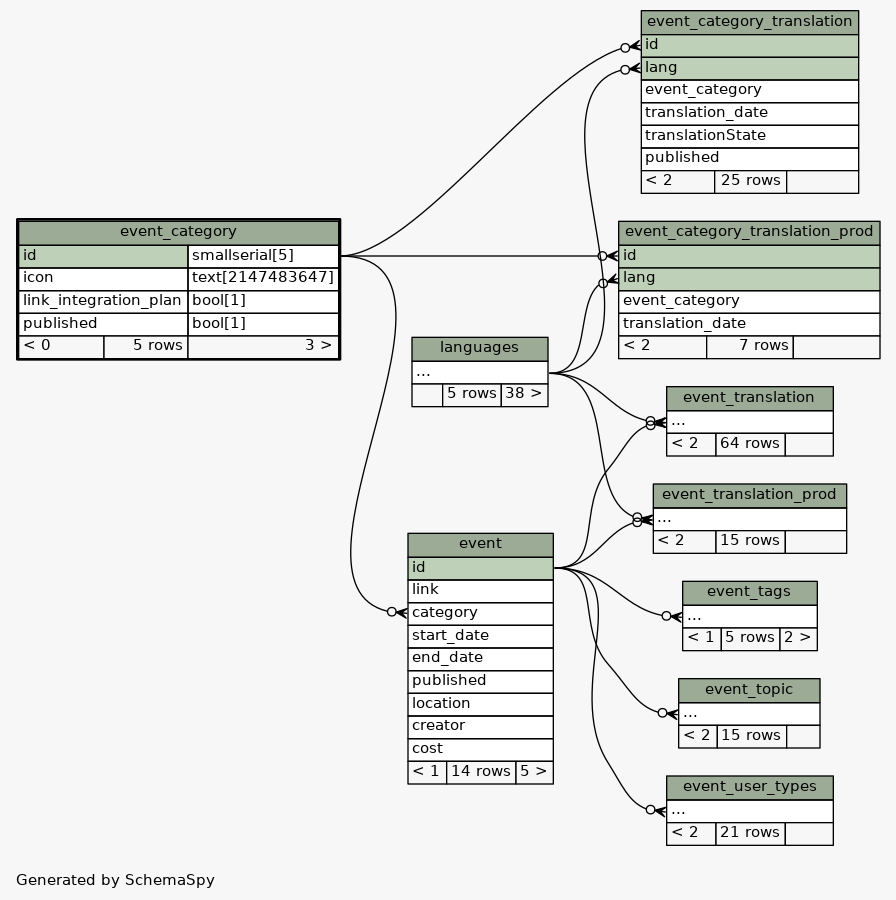 event_category_translation
id
lang
event_category
translation_date
translationState
published
< 2 25 rows
event_category
id smallserial[5]
icon text[2147483647]
link_integration_plan bool[1]
published bool[1]
< 0 5 rows 3 >
event_category_translation_prod
id
lang
event_category
translation_date
< 2 7 rows
languages
...
5 rows 38 >
event_translation
...
< 2 64 rows
event_translation_prod
...
< 2 15 rows
event
id
link
category
start_date
end_date
published
location
creator
cost
< 1 14 rows 5 >
event_tags
...
< 1 5 rows 2 >
event_topic
...
< 2 15 rows
event_user_types
...
< 2 21 rows
Generated by SchemaSpy